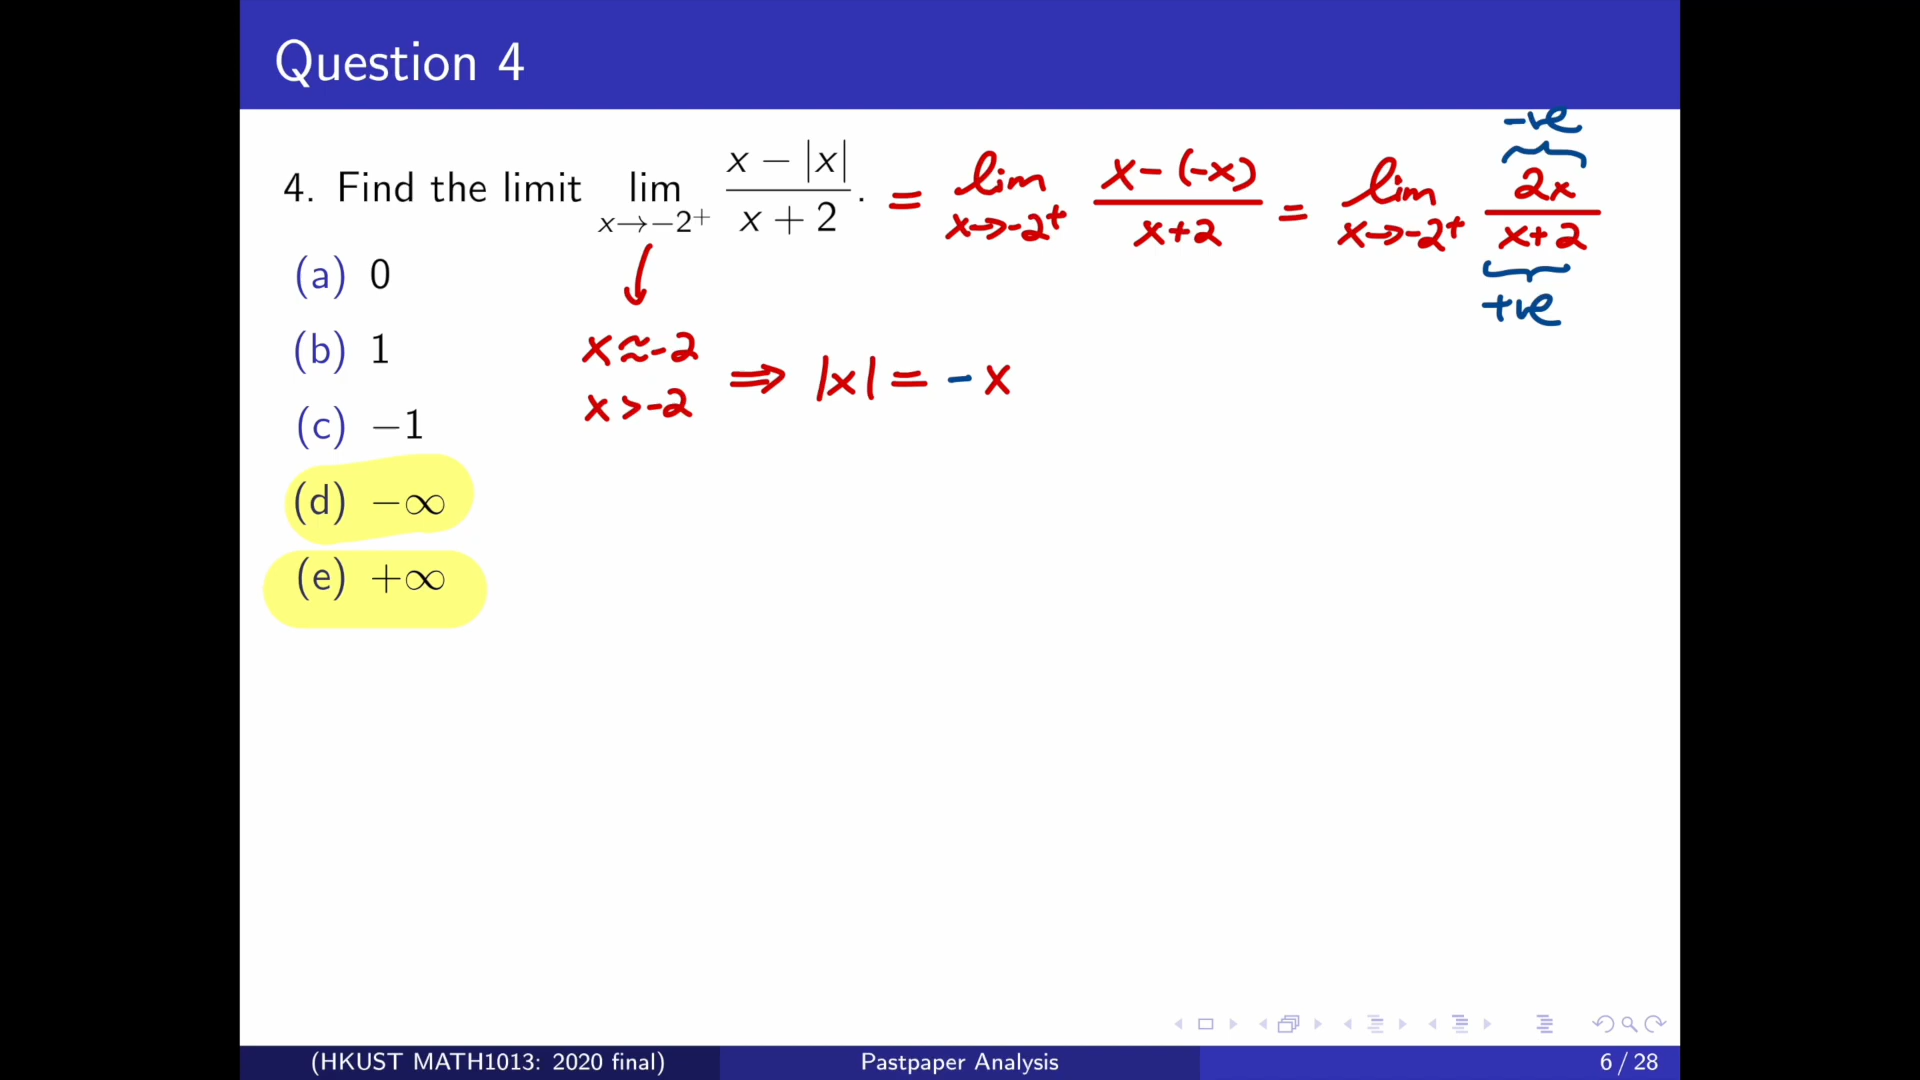 Question 4
-ve
4. Find the limit lim x→−2⁺ (x − |x|)/(x + 2). = lim x→-2⁺ (x-(-x))/(x+2) = lim x→-2⁺ 2x/(x+2)
+ve
(a) 0
(b) 1
x≈-2
x>-2
⇒ |x| = -x
(c) −1
(d) −∞
(e) +∞
(HKUST MATH1013: 2020 final) Pastpaper Analysis 6 / 28